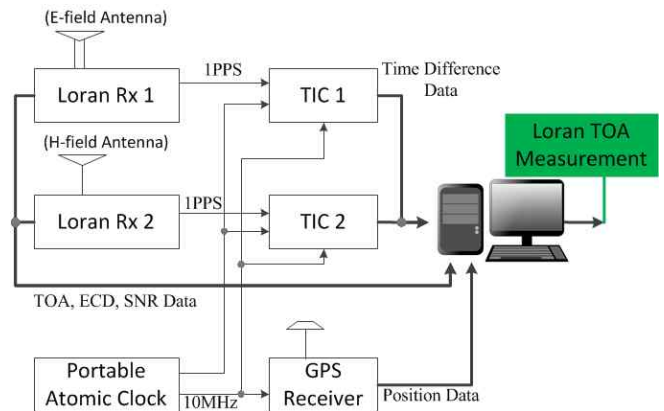 (E-field Antenna)
Loran Rx 1
1PPS
TIC 1
Time Difference
Data
Loran TOA
Measurement
(H-field Antenna)
Loran Rx 2
1PPS
TIC 2
TOA, ECD, SNR Data
Portable
Atomic Clock
10MHz
GPS
Receiver
Position Data